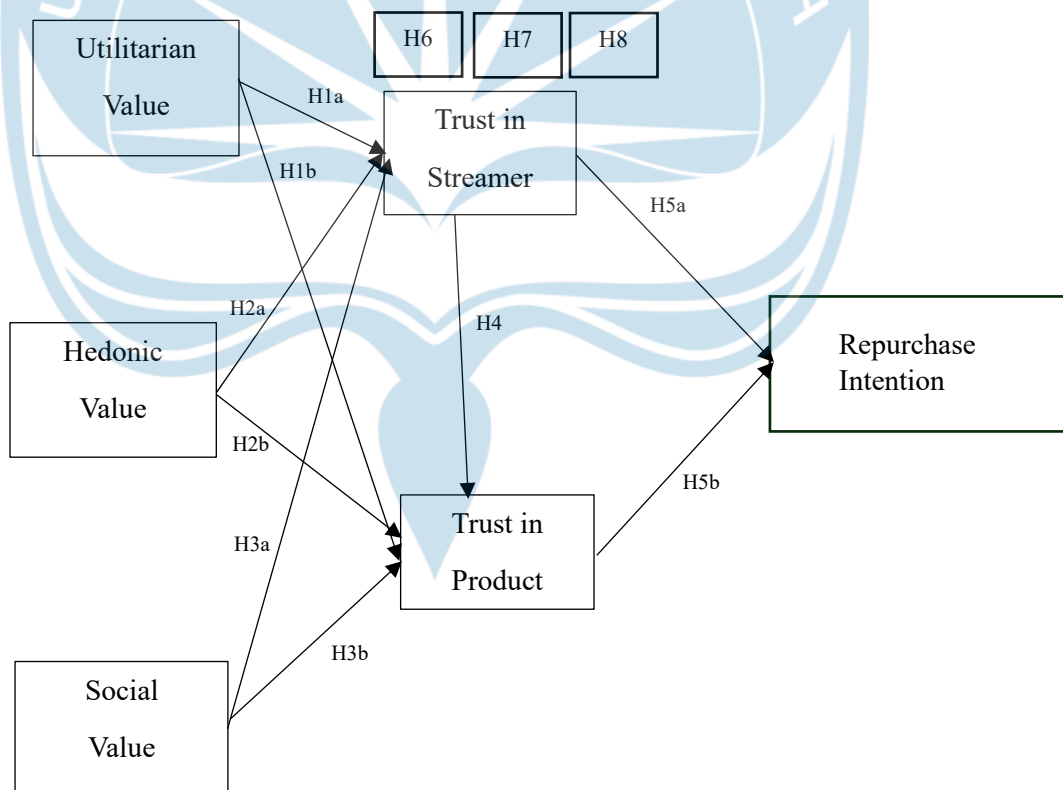 H6
H7
H8
Utilitarian
Value
H1a
Trust in
Streamer
H1b
H5a
H2a
H4
Hedonic
Value
Repurchase
Intention
H2b
H5b
Trust in
Product
H3a
H3b
Social
Value